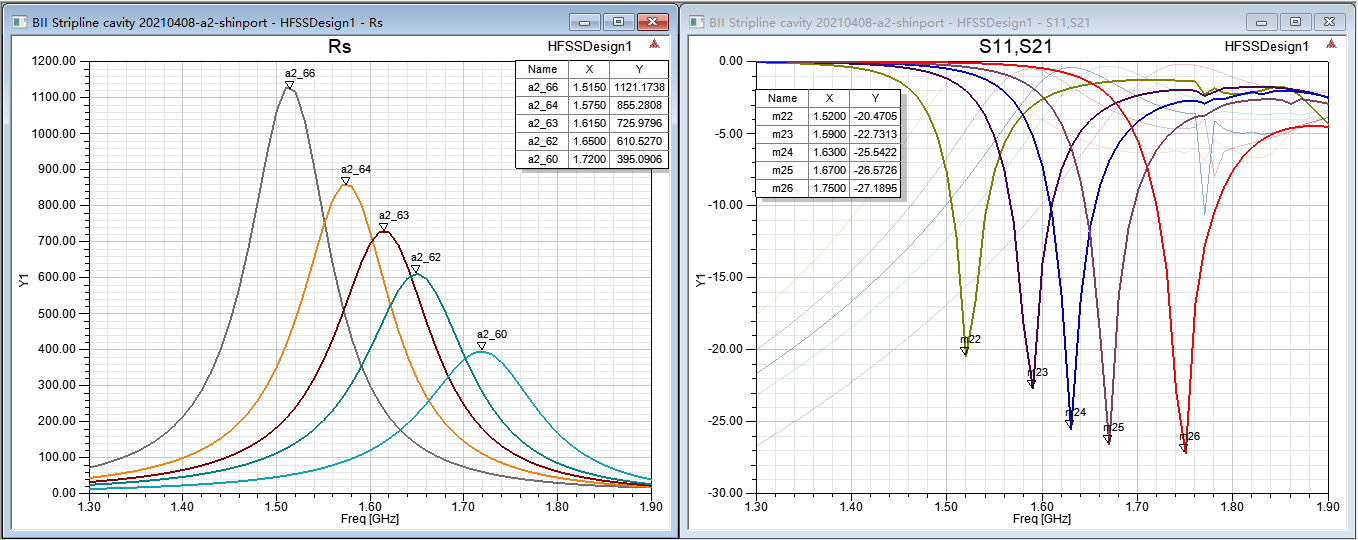 BII Stripline cavity 20210408-a2-shinport - HFSSDesign1 - Rs
Rs
HFSSDesign1
Name X Y
a2_66 1.5150 1121.1738
a2_64 1.5750 855.2808
a2_63 1.6150 725.9796
a2_62 1.6500 610.5270
a2_60 1.7200 395.0906
1200.00
1100.00
1000.00
900.00
800.00
700.00
600.00
500.00
400.00
300.00
200.00
100.00
0.00
Y1
a2_66
a2_64
a2_63
a2_62
a2_60
1.30 1.40 1.50 1.60 1.70 1.80 1.90
Freq [GHz]
BII Stripline cavity 20210408-a2-shinport - HFSSDesign1 - S11,S21
S11,S21
HFSSDesign1
Name X Y
m22 1.5200 -20.4705
m23 1.5900 -22.7313
m24 1.6300 -25.5422
m25 1.6700 -26.5726
m26 1.7500 -27.1895
0.00
-5.00
-10.00
-15.00
-20.00
-25.00
-30.00
Y1
m22
m23
m24
m25
m26
1.30 1.40 1.50 1.60 1.70 1.80 1.90
Freq [GHz]